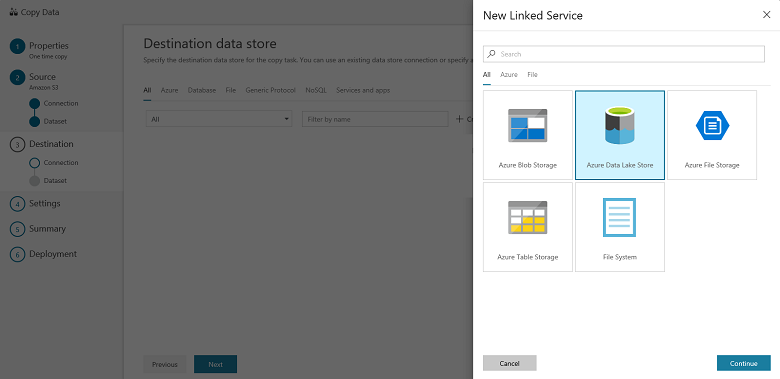 Copy Data
1 Properties
One time copy
2 Source
Amazon S3
Connection
Dataset
3 Destination
Connection
Dataset
4 Settings
5 Summary
6 Deployment
Destination data store
Specify the destination data store for the copy task. You can use an existing data store connection or specify a
All Azure Database File Generic Protocol NoSQL Services and apps
All Filter by name + C
Previous Next
New Linked Service
Search
All Azure File
Azure Blob Storage Azure Data Lake Store Azure File Storage
Azure Table Storage File System
Cancel Continue